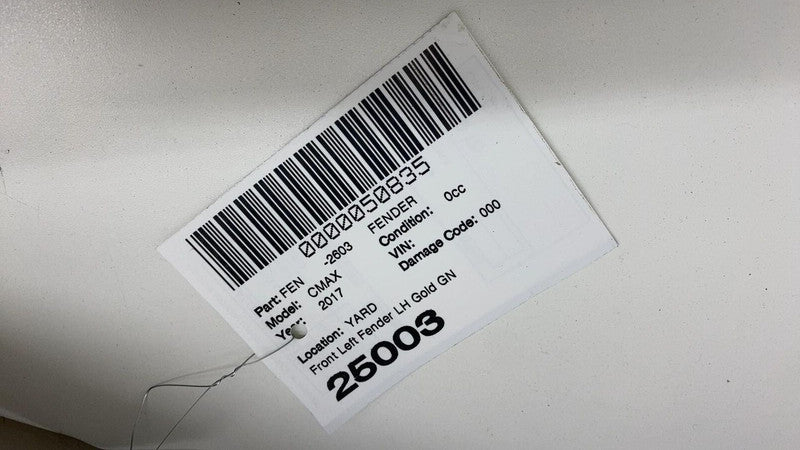 0000050835
Part: FEN -2603 FENDER
Model: CMAX Condition: 0cc
Year: 2017 VIN:
Damage Code: 000
Location: YARD
Front Left Fender LH Gold GN
25003